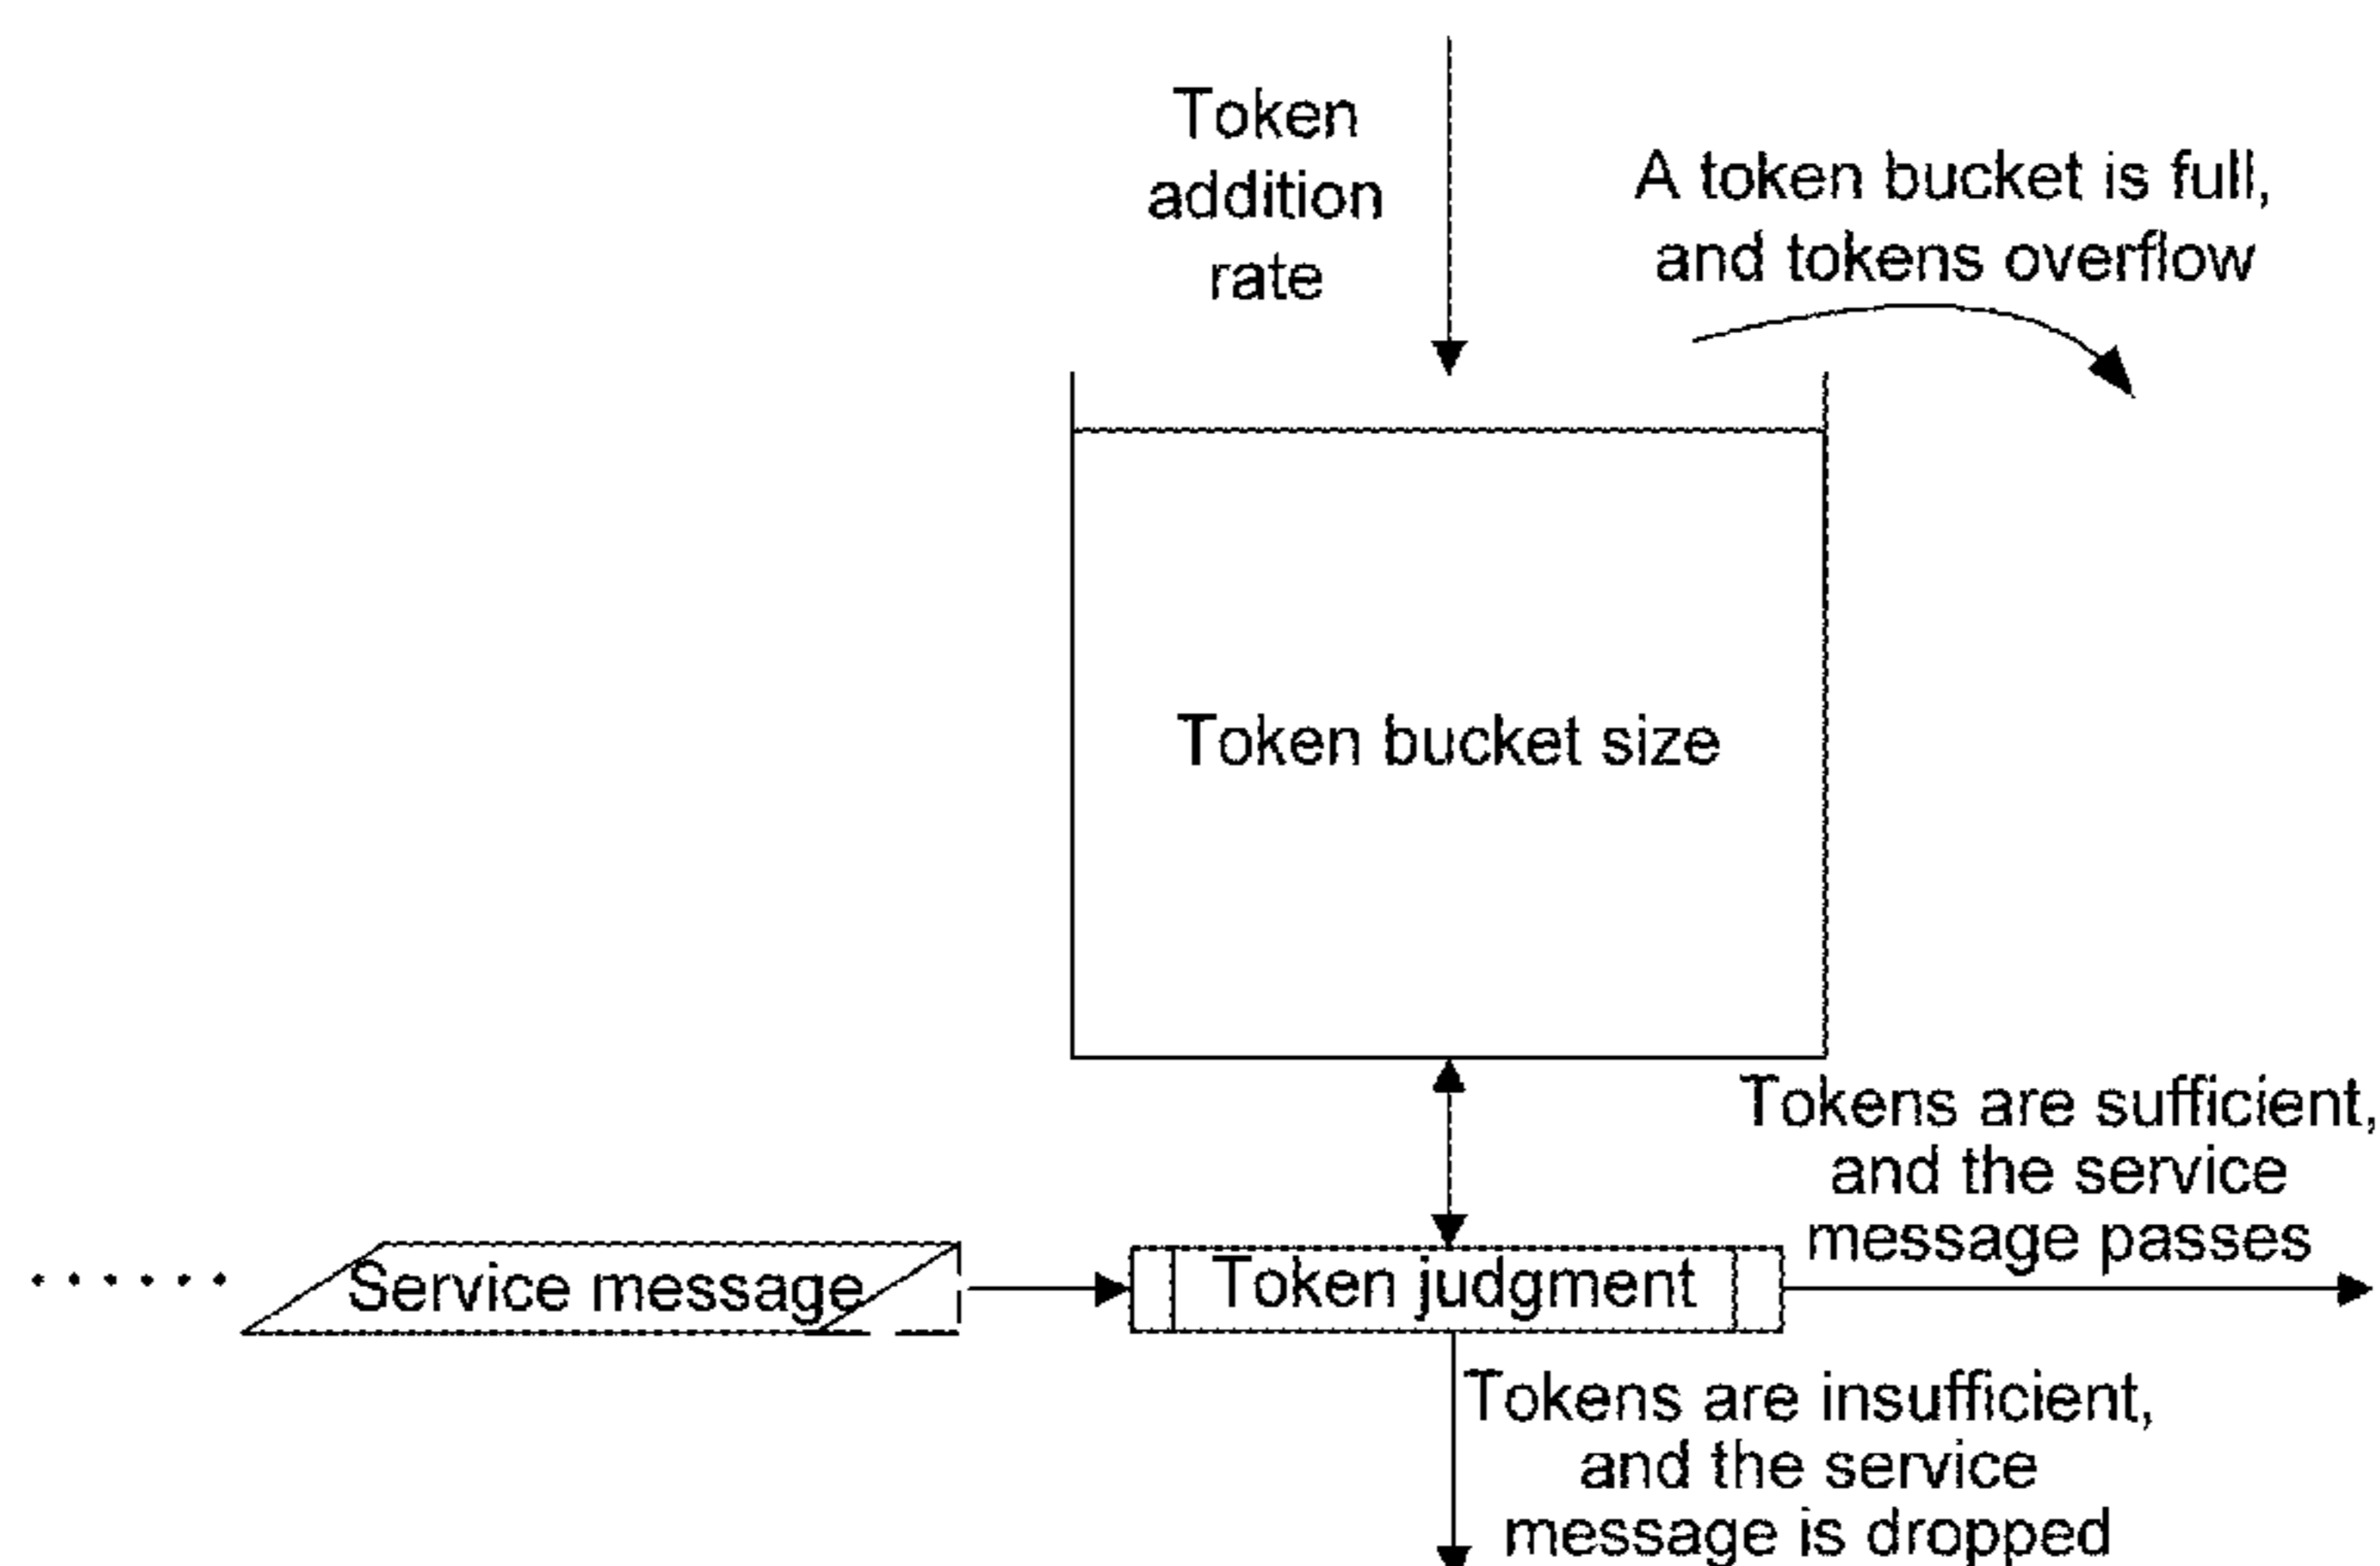 Token
addition
rate
A token bucket is full,
and tokens overflow
Token bucket size
Tokens are sufficient,
and the service
message passes
Service message
Token judgment
Tokens are insufficient,
and the service
message is dropped